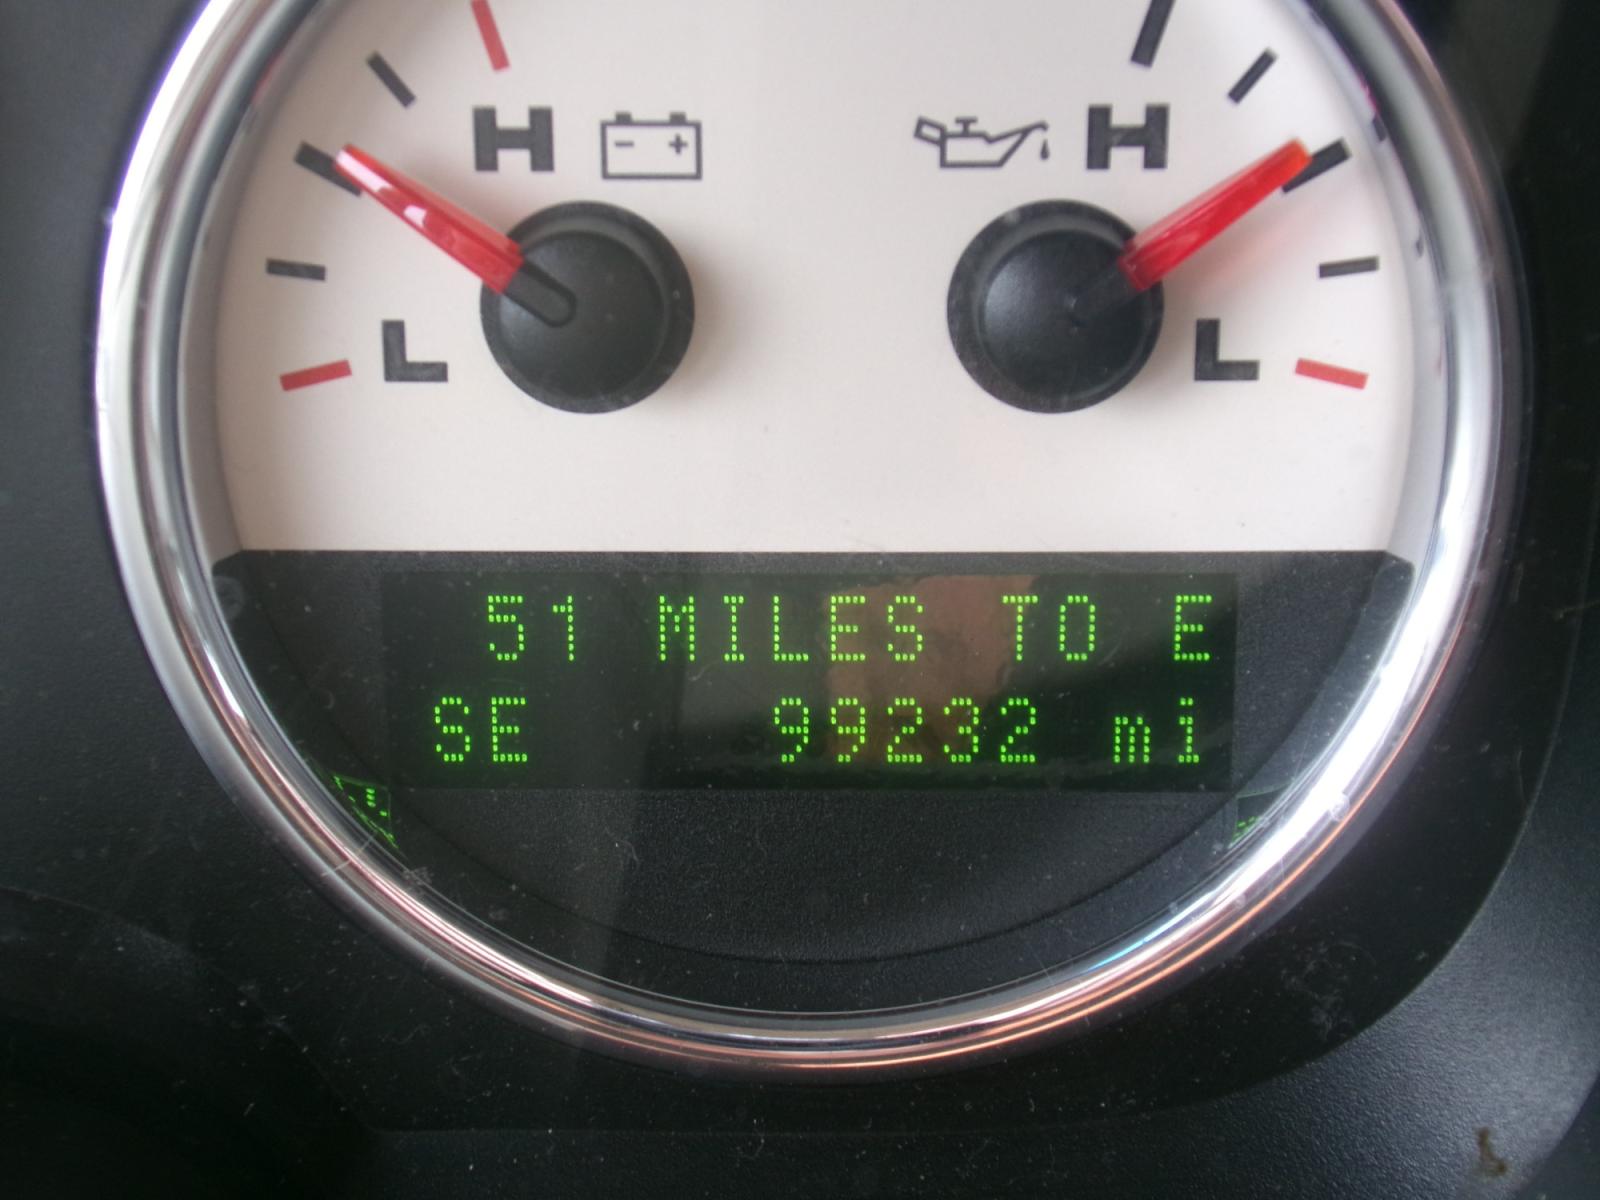 H H
L L
51 MILES TO E
SE 99232 mi